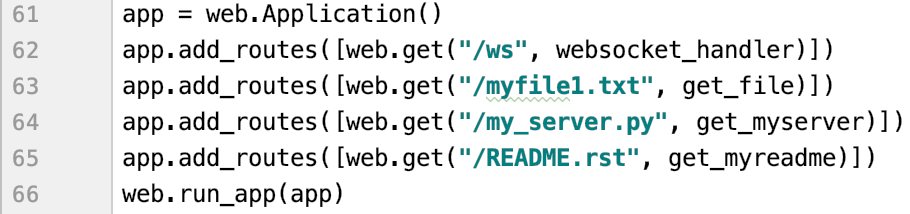 61 app = web.Application()
62 app.add_routes([web.get("/ws", websocket_handler)])
63 app.add_routes([web.get("/myfile1.txt", get_file)])
64 app.add_routes([web.get("/my_server.py", get_myserver)])
65 app.add_routes([web.get("/README.rst", get_myreadme)])
66 web.run_app(app)